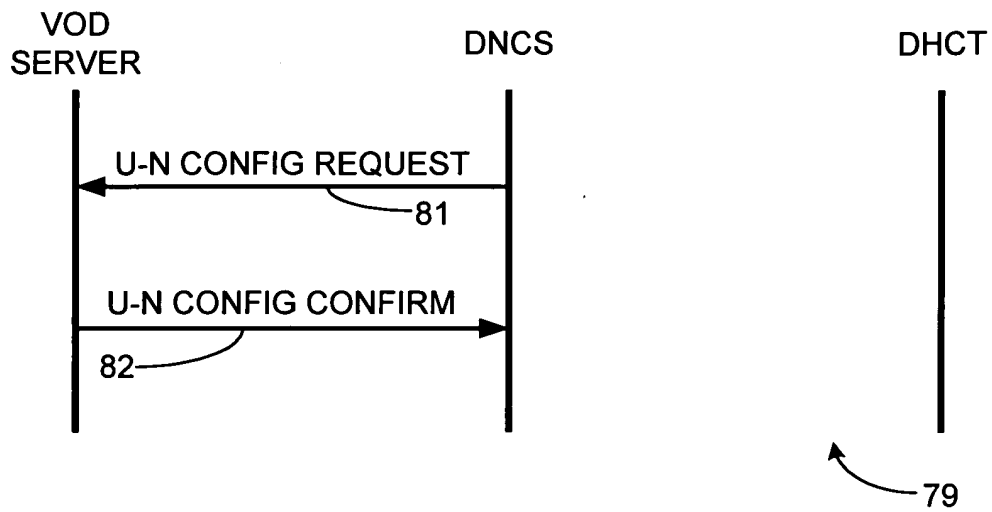 VOD
SERVER
DNCS
DHCT
U-N CONFIG REQUEST
81
U-N CONFIG CONFIRM
82
79